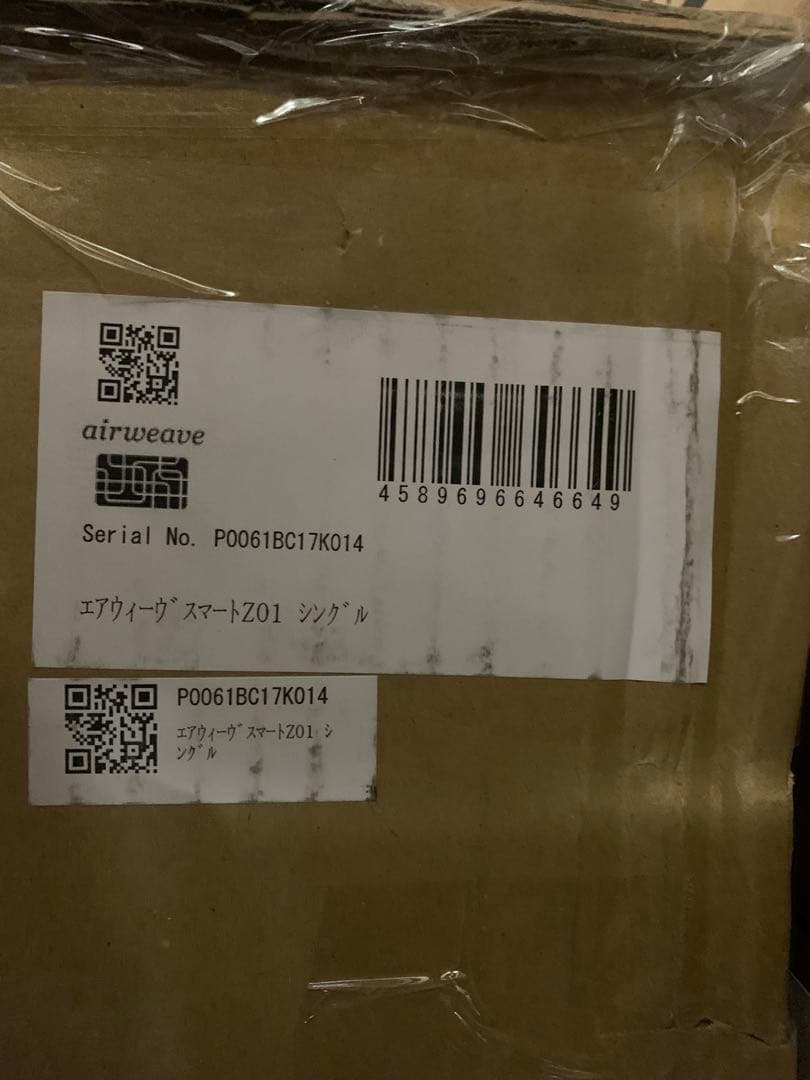 airweave
4589696646649
Serial No. P0061BC17K014
エアウィーヴスマートZ01 シングル
P0061BC17K014
エアウィーヴスマートZ01 シ
ングル